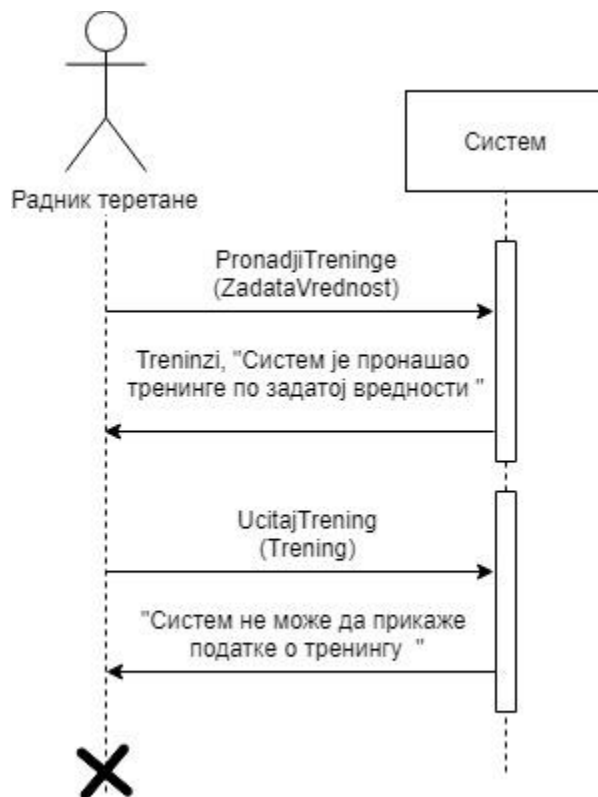 Систем
Радник теретане
PronadjiTreninge
(ZadataVrednost)
Treninzi, "Систем је пронашао
тренинге по задатој вредности "
UcitajTrening
(Trening)
"Систем не може да прикаже
податке о тренингу  "